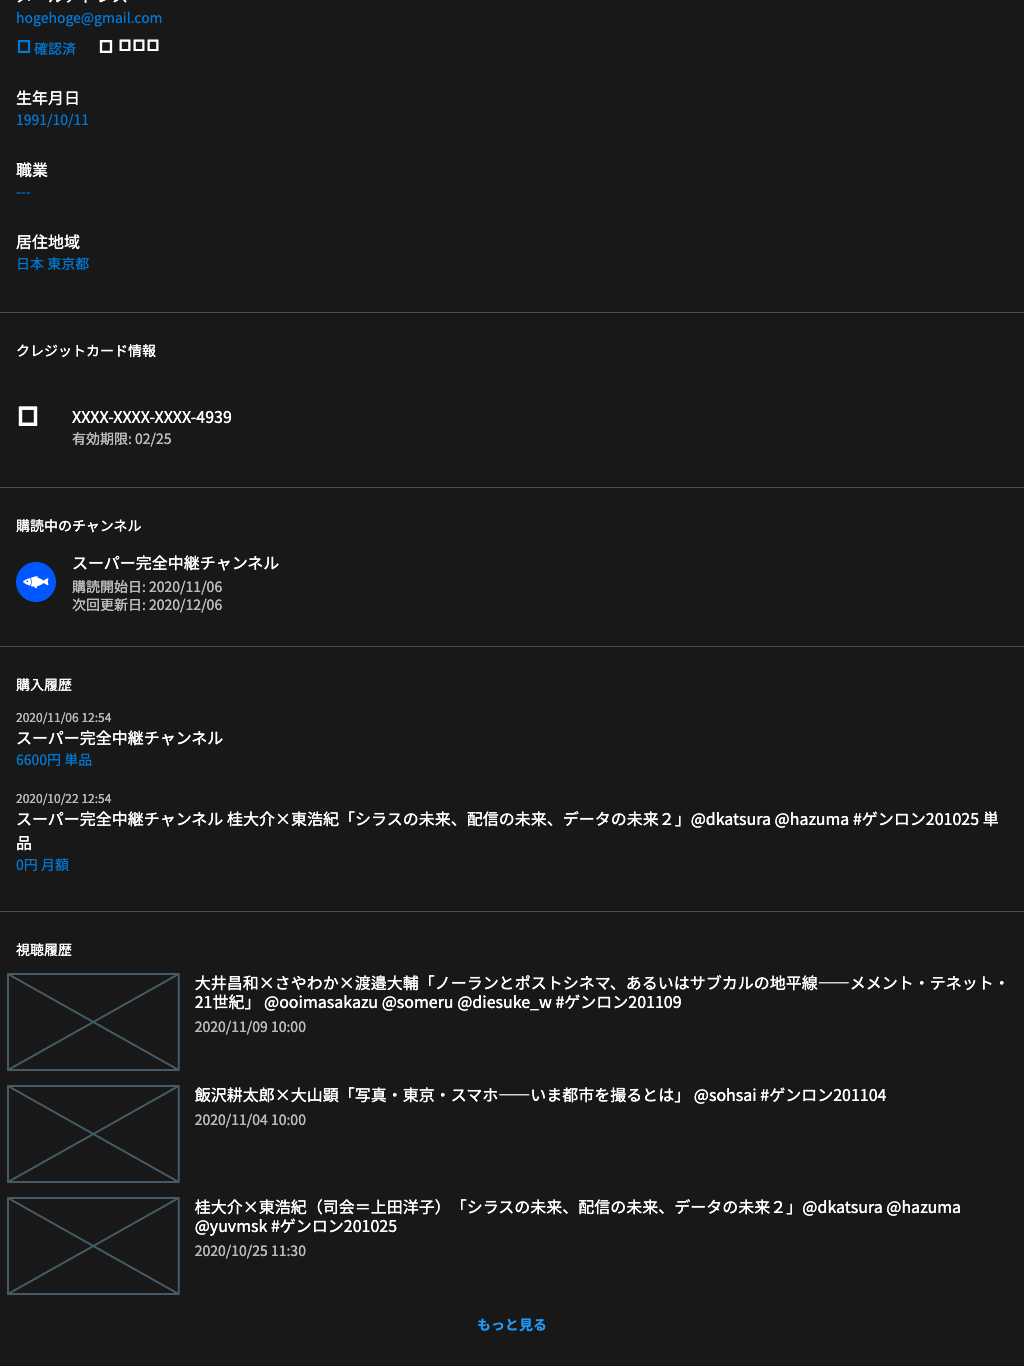 hogehoge@gmail.com
確認済
生年月日
1991/10/11
職業
---
居住地域
日本 東京都
クレジットカード情報
XXXX-XXXX-XXXX-4939
有効期限: 02/25
購読中のチャンネル
スーパー完全中継チャンネル
購読開始日: 2020/11/06
次回更新日: 2020/12/06
購入履歴
2020/11/06 12:54
スーパー完全中継チャンネル
6600円 単品
2020/10/22 12:54
スーパー完全中継チャンネル 桂大介×東浩紀「シラスの未来、配信の未来、データの未来２」@dkatsura @hazuma #ゲンロン201025 単
品
0円 月額
視聴履歴
大井昌和×さやわか×渡邉大輔「ノーランとポストシネマ、あるいはサブカルの地平線——メメント・テネット・
21世紀」 @ooimasakazu @someru @diesuke_w #ゲンロン201109
2020/11/09 10:00
飯沢耕太郎×大山顕「写真・東京・スマホ——いま都市を撮るとは」 @sohsai #ゲンロン201104
2020/11/04 10:00
桂大介×東浩紀（司会＝上田洋子）「シラスの未来、配信の未来、データの未来２」@dkatsura @hazuma
@yuvmsk #ゲンロン201025
2020/10/25 11:30
もっと見る